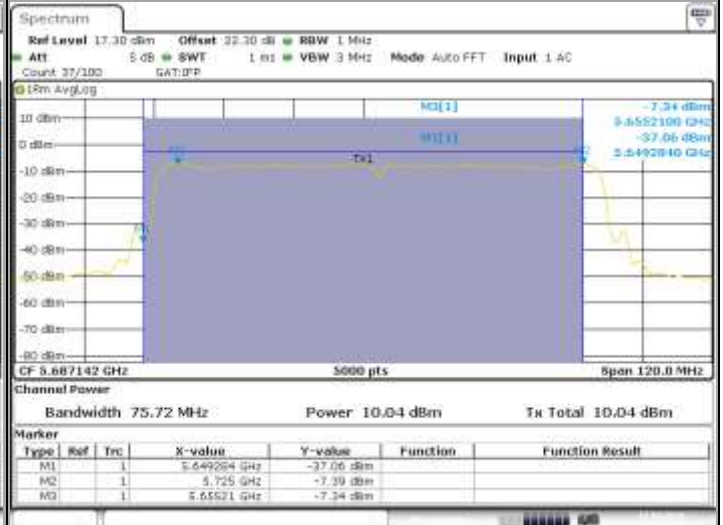 Spectrum
Ref Level 17.30 dBm Offset 22.30 dB RBW 1 MHz
Att 5 dB SWT 1 ms VBW 3 MHz Mode Auto FFT Input 1 AC
Count 37/100 GAT:IFP
1Rm AvgLog
M3[1] -7.34 dBm
5.6552100 GHz
10 dBm
M1[1] -37.06 dBm
5.6492840 GHz
0 dBm
Tx1
-10 dBm
-20 dBm
-30 dBm
-40 dBm
-50 dBm
-60 dBm
-70 dBm
-80 dBm
CF 5.687142 GHz 5000 pts Span 120.0 MHz
Channel Power
Bandwidth 75.72 MHz Power 10.04 dBm Tx Total 10.04 dBm
Marker
Type Ref Trc X-value Y-value Function Function Result
M1 1 5.649284 GHz -37.06 dBm
M2 1 5.725 GHz -7.39 dBm
M3 1 5.65521 GHz -7.34 dBm